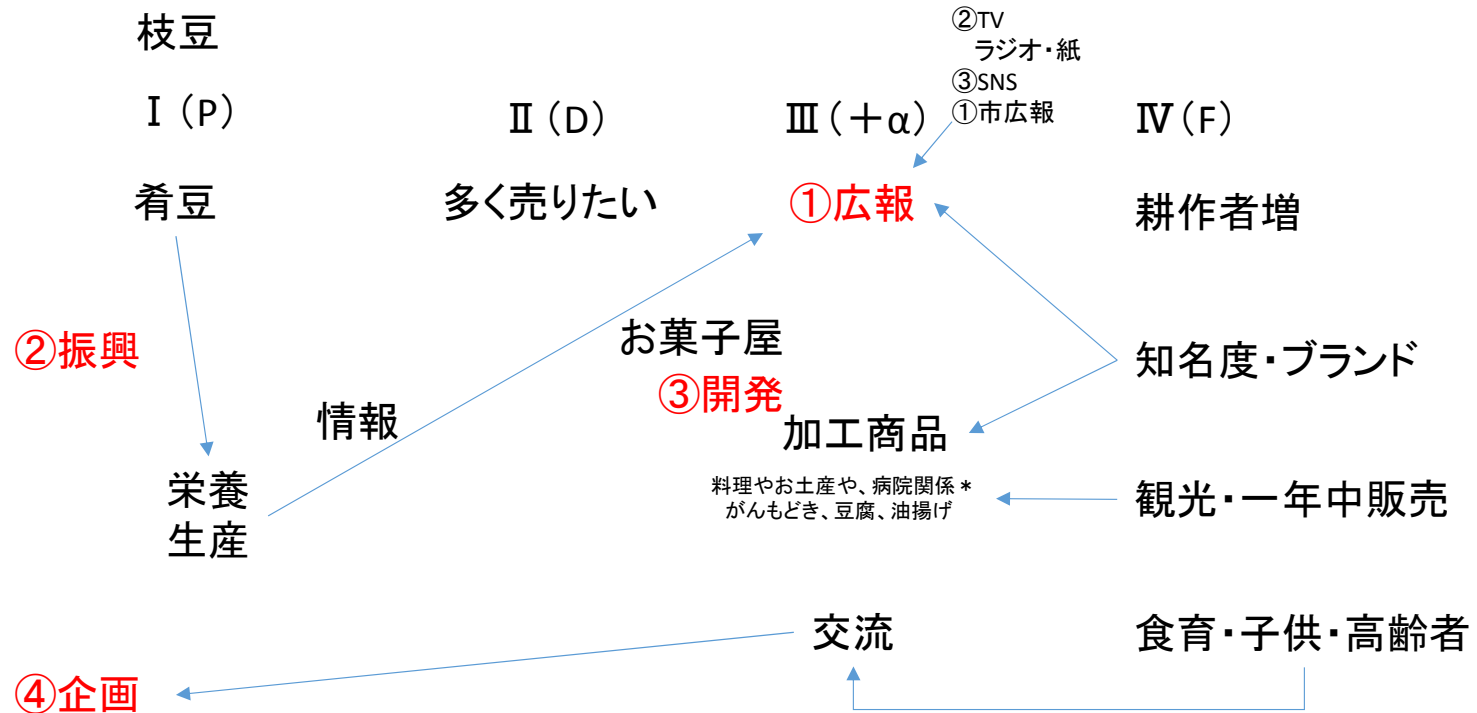 枝豆
②TV
ラジオ・紙
③SNS
①市広報
Ⅰ(P)
Ⅱ(D)
Ⅲ(+α)
Ⅳ(F)
肴豆
多く売りたい
①広報
耕作者増
②振興
お菓子屋
③開発
知名度・ブランド
情報
加工商品
料理やお土産や、病院関係*
がんもどき、豆腐、油揚げ
栄養
生産
観光・一年中販売
交流
食育・子供・高齢者
④企画